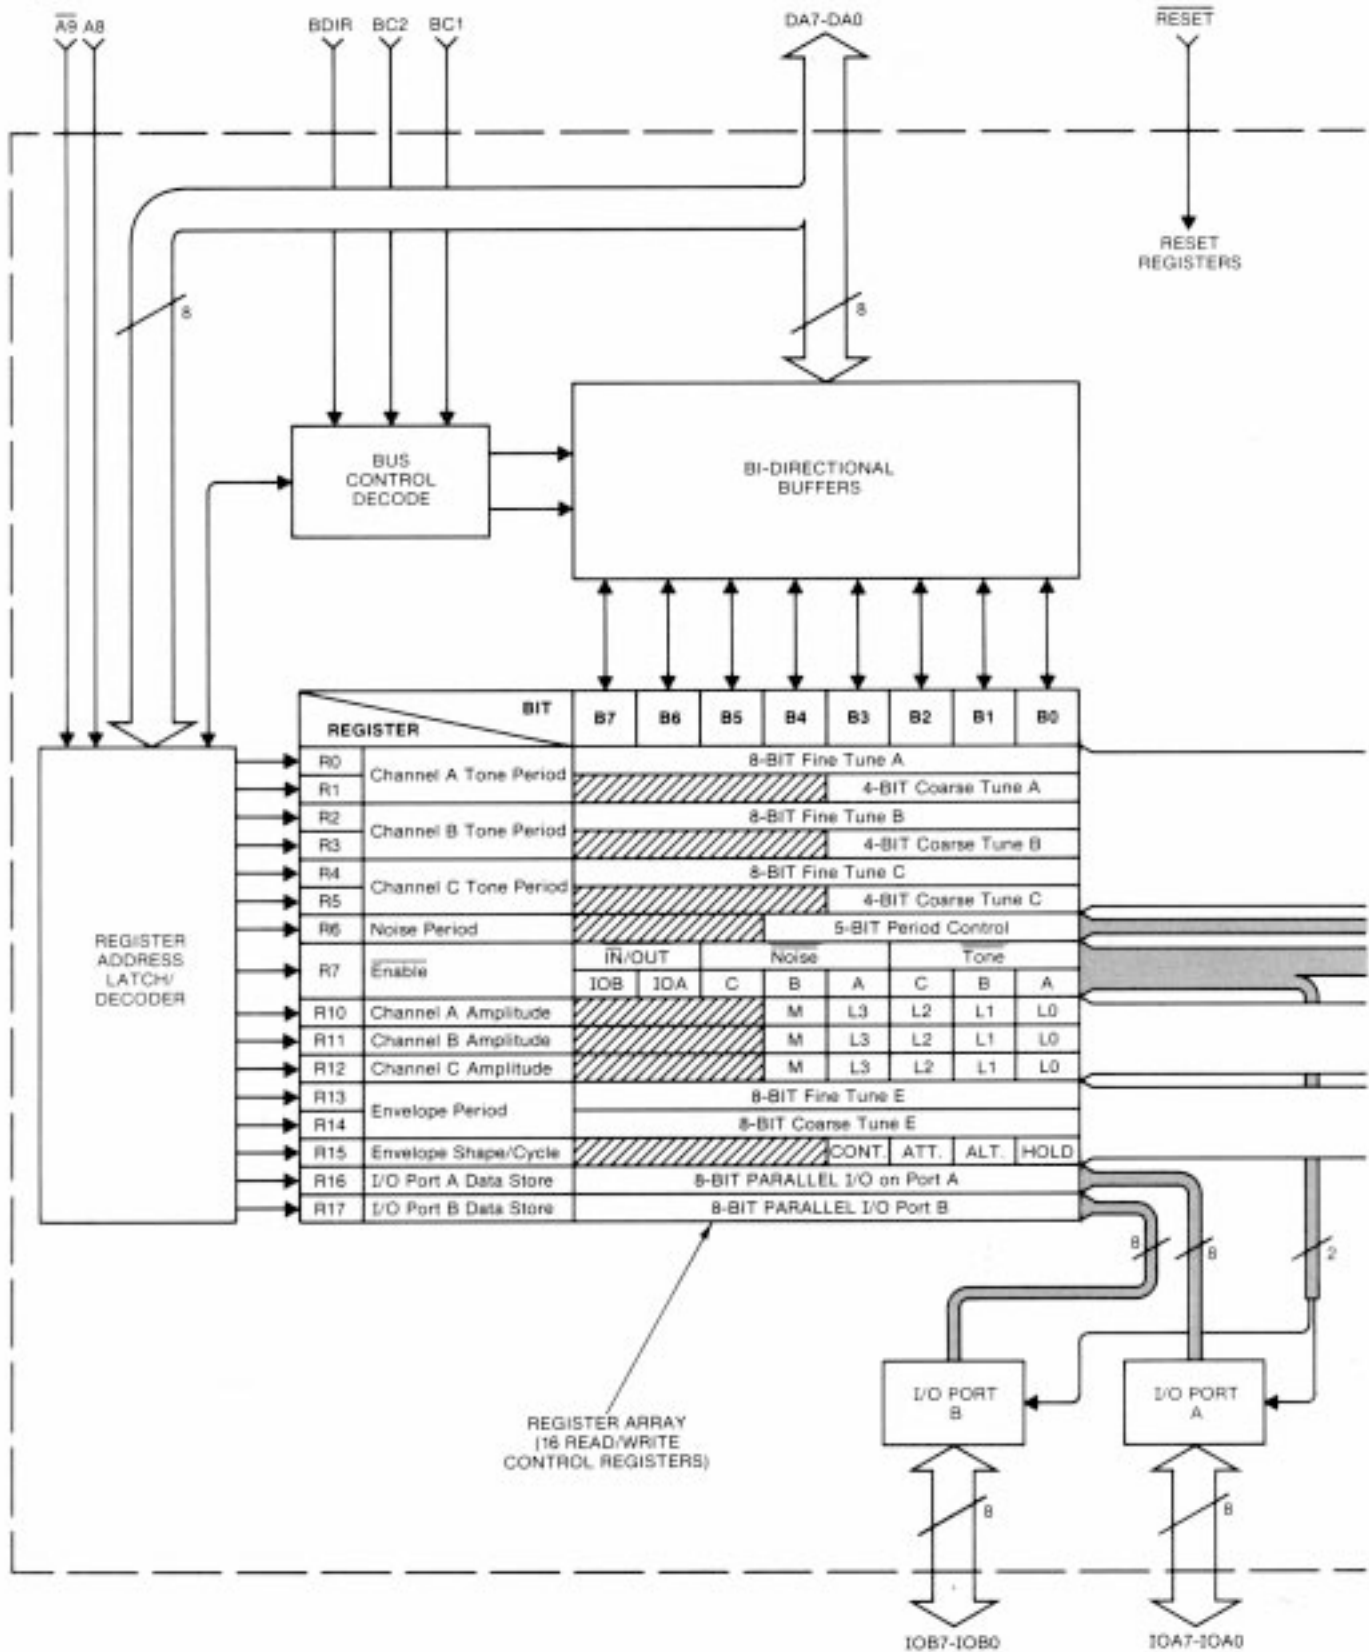 A9 A8 BDIR BC2 BC1 DA7-DA0 RESET
RESET
REGISTERS
8
8
BUS
CONTROL
DECODE
BI-DIRECTIONAL
BUFFERS
REGISTER BIT B7 B6 B5 B4 B3 B2 B1 B0
REGISTER
ADDRESS
LATCH/
DECODER
R0 Channel A Tone Period 8-BIT Fine Tune A
R1 4-BIT Coarse Tune A
R2 Channel B Tone Period 8-BIT Fine Tune B
R3 4-BIT Coarse Tune B
R4 Channel C Tone Period 8-BIT Fine Tune C
R5 4-BIT Coarse Tune C
R6 Noise Period 5-BIT Period Control
R7 Enable IN/OUT Noise Tone
IOB IOA C B A C B A
R10 Channel A Amplitude M L3 L2 L1 L0
R11 Channel B Amplitude M L3 L2 L1 L0
R12 Channel C Amplitude M L3 L2 L1 L0
R13 Envelope Period 8-BIT Fine Tune E
R14 8-BIT Coarse Tune E
R15 Envelope Shape/Cycle CONT. ATT. ALT. HOLD
R16 I/O Port A Data Store 8-BIT PARALLEL I/O on Port A
R17 I/O Port B Data Store 8-BIT PARALLEL I/O Port B
8 8 2
I/O PORT
B
I/O PORT
A
REGISTER ARRAY
(16 READ/WRITE
CONTROL REGISTERS)
8 8
IOB7-IOB0 IOA7-IOA0